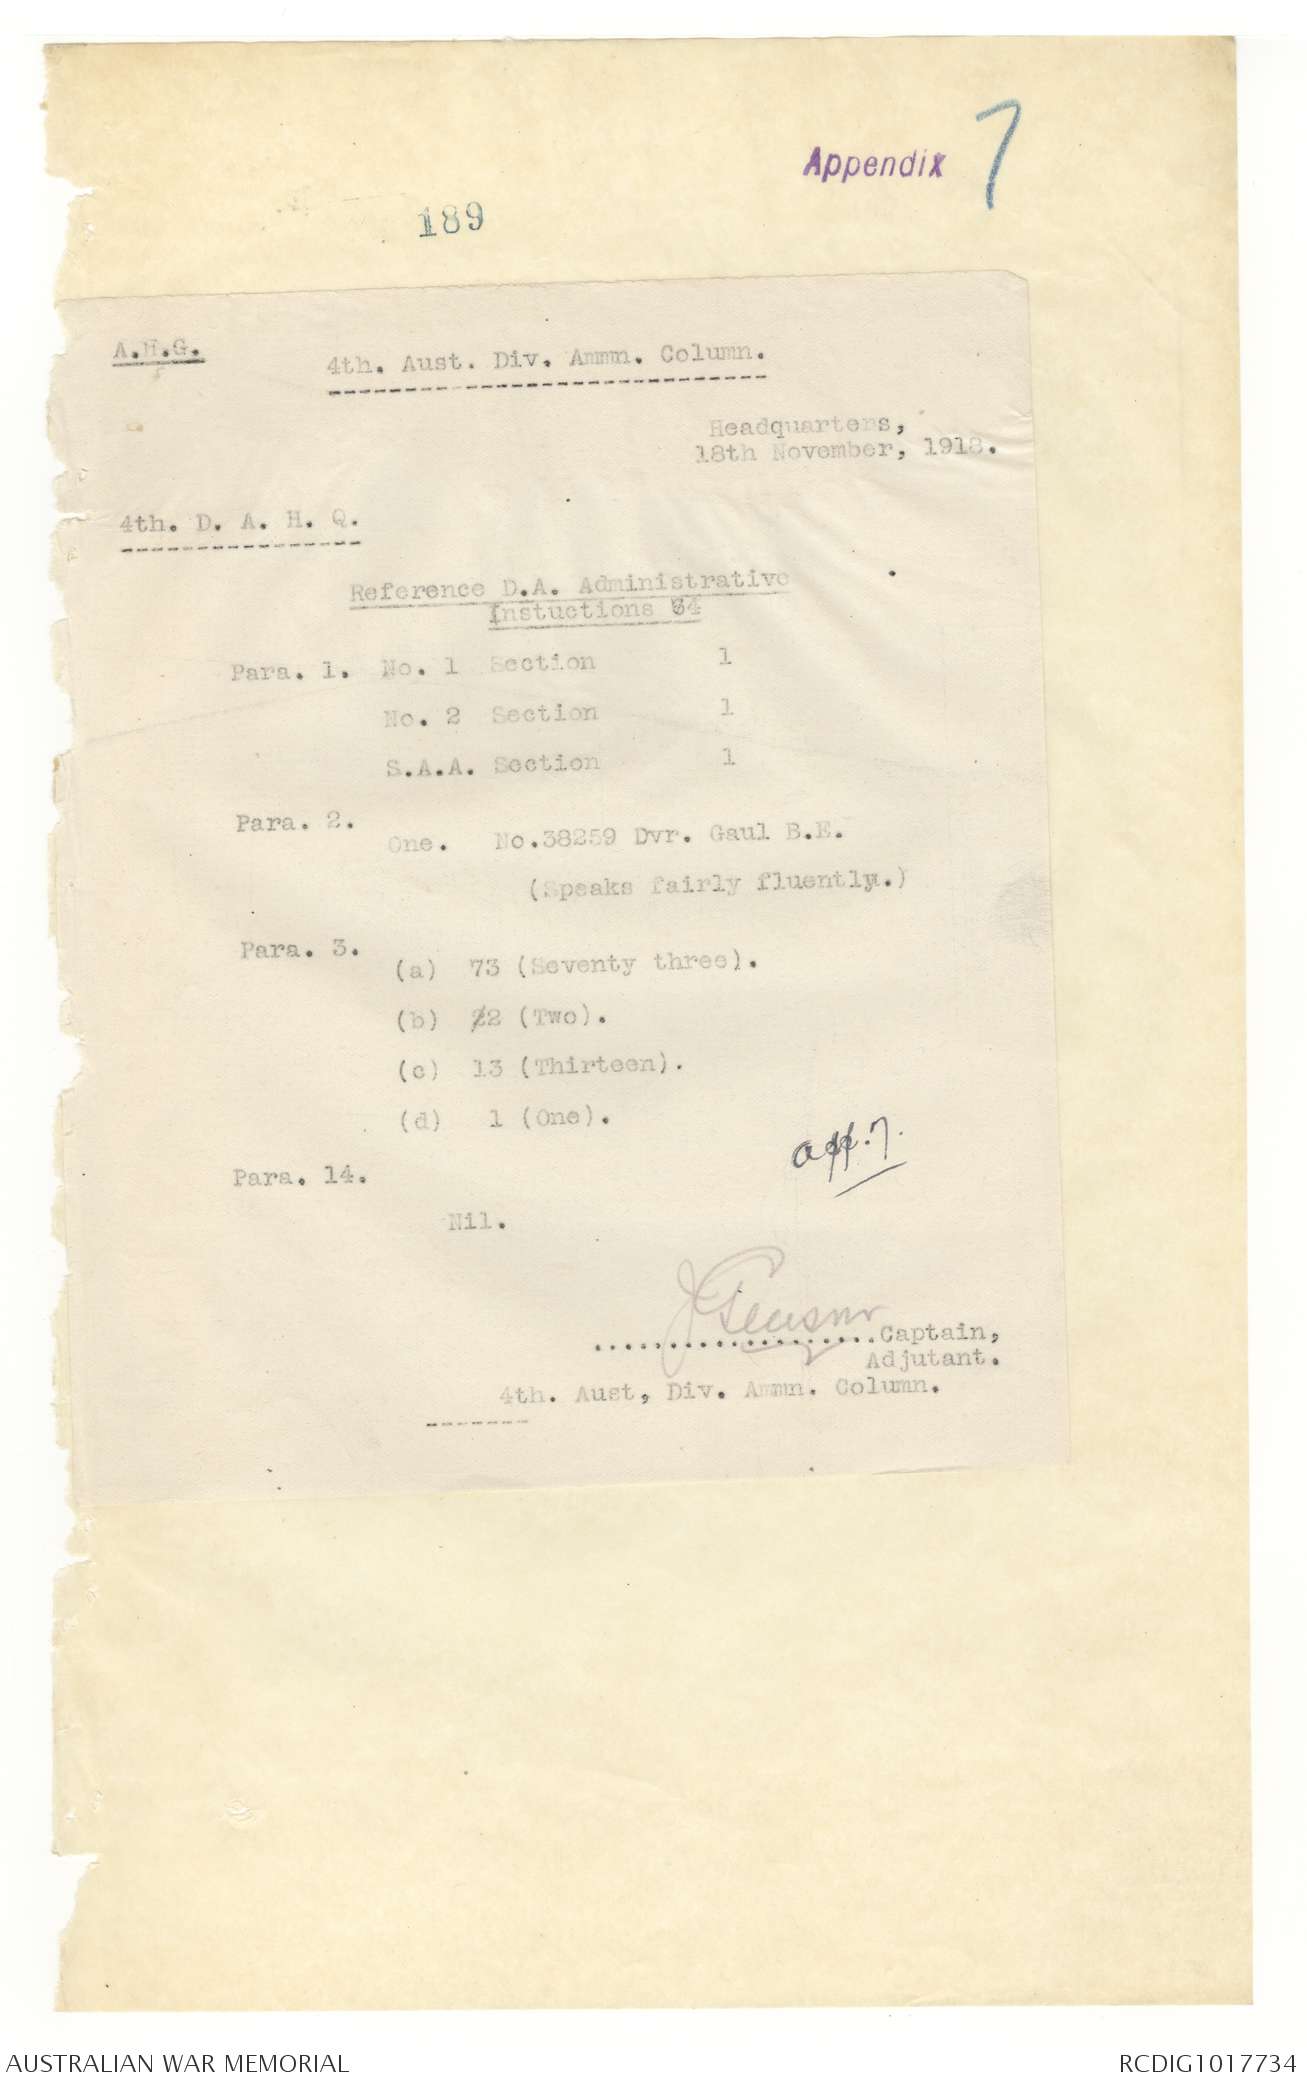 Appendix 7
189
A.H.G.
4th. Aust. Div. Ammn. Column.
Headquarters,
18th November, 1918.
4th. D. A. H. Q.
Reference D.A. Administrative
Instuctions 64
Para. 1. No. 1 Section 1
No. 2 Section 1
S.A.A. Section 1
Para. 2.
One. No.38259 Dvr. Gaul B.E.
(Speaks fairly fluently.)
Para. 3.
(a) 73 (Seventy three).
(b) 2 (Two).
(c) 13 (Thirteen).
(d) 1 (One).
app. 7.
Para. 14.
Nil.
....................Captain,
Adjutant.
4th. Aust, Div. Ammn. Column.
AUSTRALIAN WAR MEMORIAL
RCDIG1017734